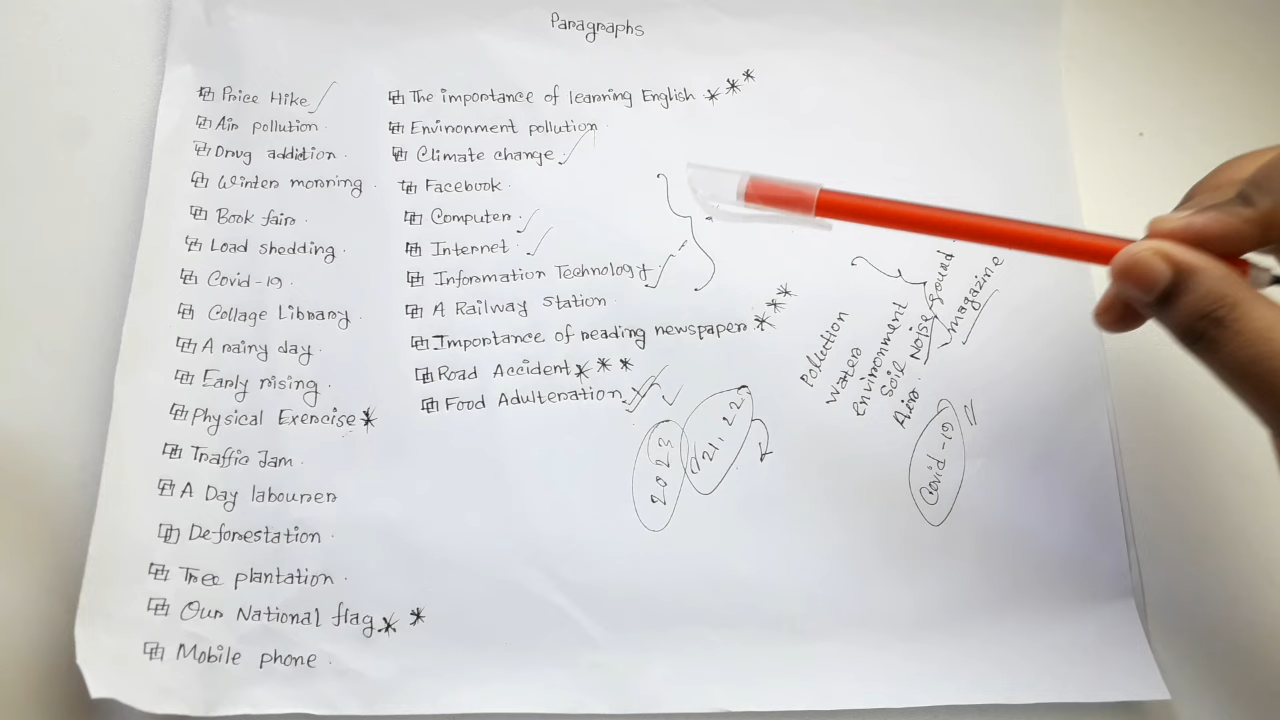 Paragraphs
Price Hike
Air pollution.
Drug addition.
Winter morning.
Book fair.
Load shedding.
Covid-19
Collage Library.
A rainy day.
Early rising.
Physical Exercise*
Traffic Jam.
A Day labourer
Deforestation.
Tree plantation.
Our National flag**
Mobile phone.
The importance of learning English ***
Environment pollution.
Climate change.
Facebook.
Computer.
Internet.
Information Technology.
A Railway Station
Importance of reading newspaper ***
Road Accident ***
Food Adulteration
2023
21, 22
Pollution
Water
Environment
Soil
Air.
Noise
Sound.
magazine
Covid-19